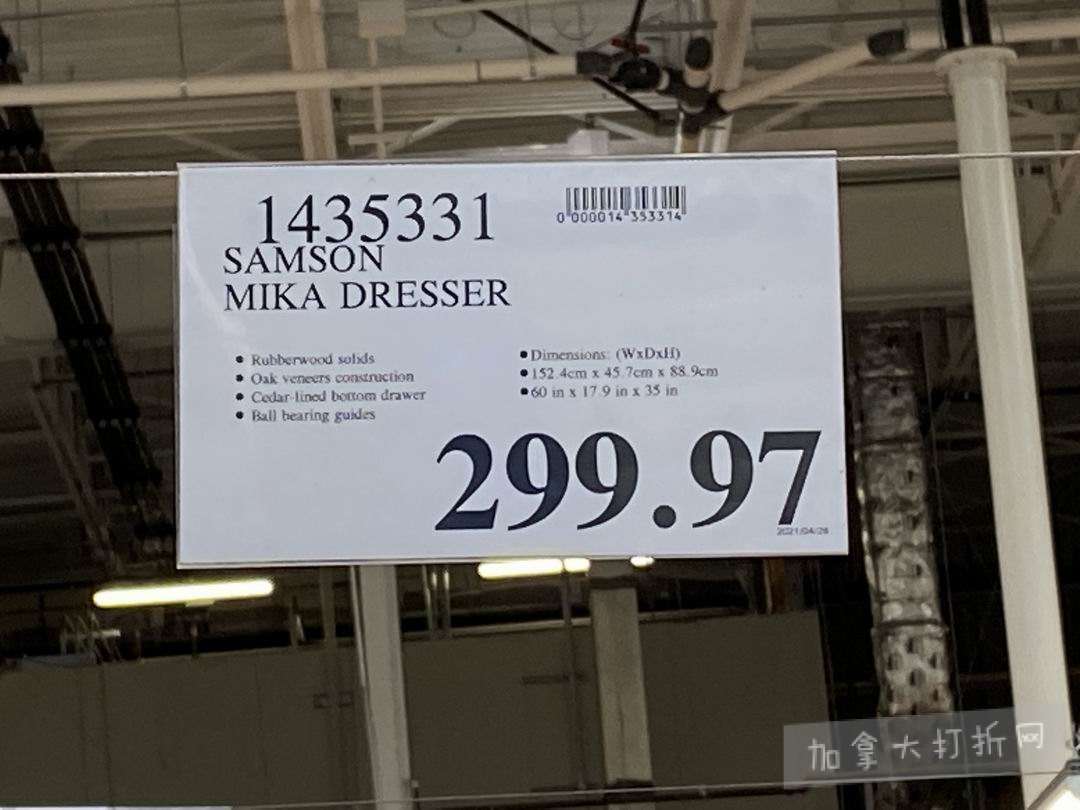 1435331
0 000014 353314
SAMSON
MIKA DRESSER
• Rubberwood solids
• Oak veneers construction
• Cedar-lined bottom drawer
• Ball bearing guides
• Dimensions: (WxDxH)
• 152.4cm x 45.7cm x 88.9cm
• 60 in x 17.9 in x 35 in
299.97
2021/04/26
加拿大打折网